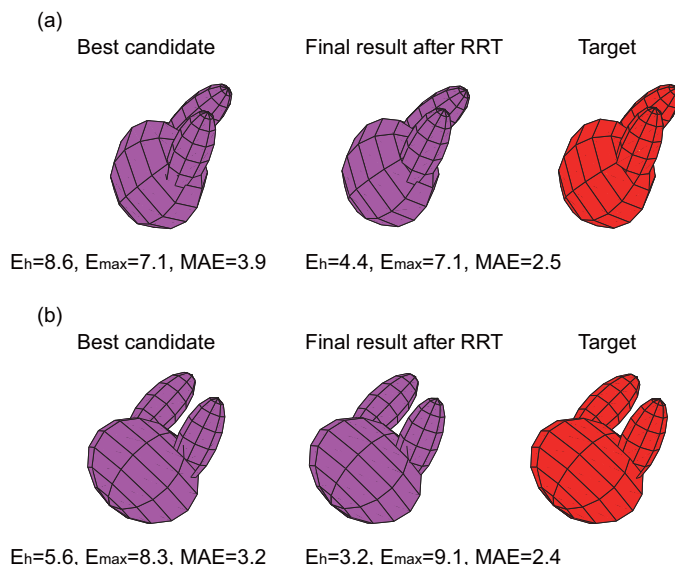 (a)
Best candidate Final result after RRT Target
Eh=8.6, Emax=7.1, MAE=3.9 Eh=4.4, Emax=7.1, MAE=2.5
(b)
Best candidate Final result after RRT Target
Eh=5.6, Emax=8.3, MAE=3.2 Eh=3.2, Emax=9.1, MAE=2.4